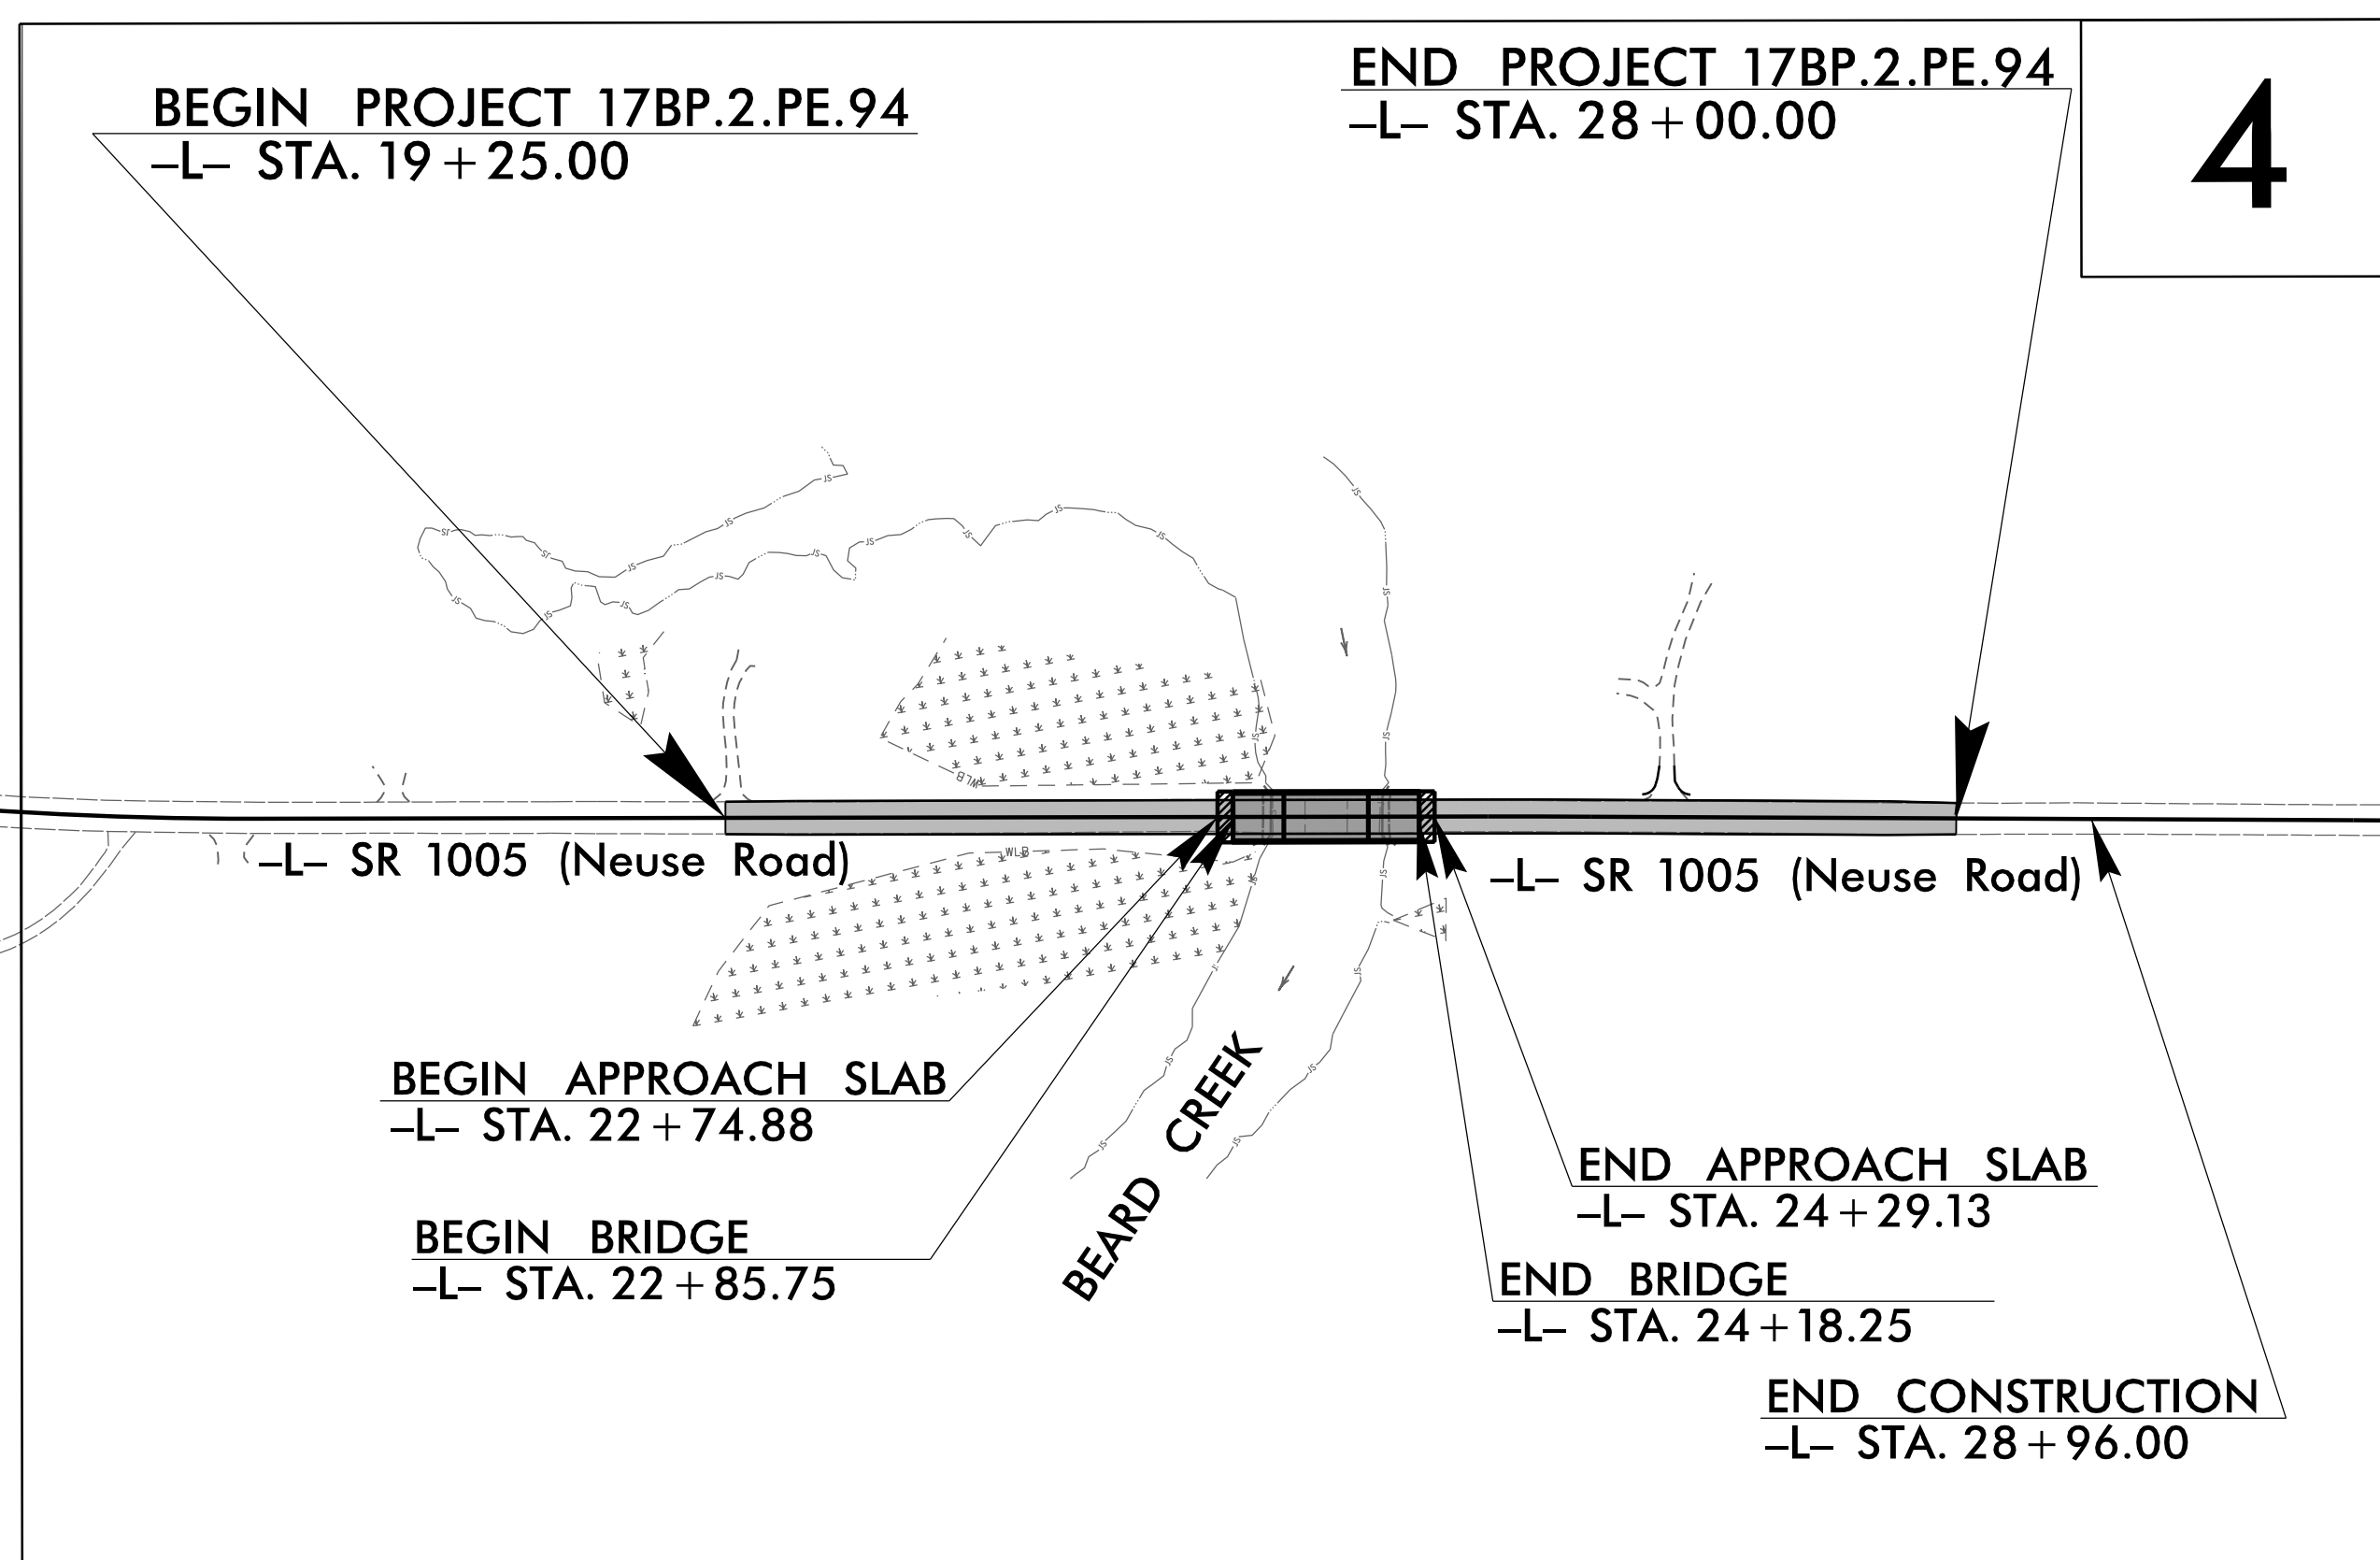 BEGIN PROJECT 17BP.2.PE.94
–L– STA. 19+25.00
END PROJECT 17BP.2.PE.94
–L– STA. 28+00.00
4
–L– SR 1005 (Neuse Road)
–L– SR 1005 (Neuse Road)
WLB
WLB
BEGIN APPROACH SLAB
–L– STA. 22+74.88
BEGIN BRIDGE
–L– STA. 22+85.75
BEARD CREEK
END APPROACH SLAB
–L– STA. 24+29.13
END BRIDGE
–L– STA. 24+18.25
END CONSTRUCTION
–L– STA. 28+96.00